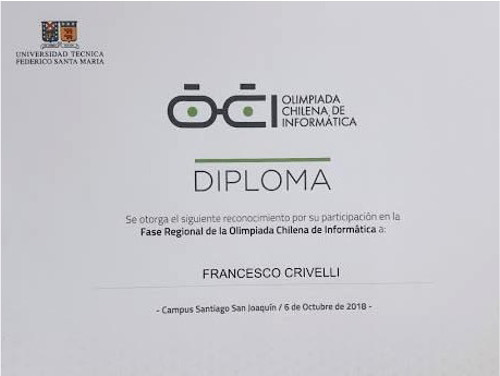 UNIVERSIDAD TECNICA
FEDERICO SANTA MARIA
OCI
OLIMPIADA
CHILENA DE
INFORMÁTICA
DIPLOMA
Se otorga el siguiente reconocimiento por su participación en la
Fase Regional de la Olimpiada Chilena de Informática a:
FRANCESCO CRIVELLI
- Campus Santiago San Joaquín / 6 de Octubre de 2018 -